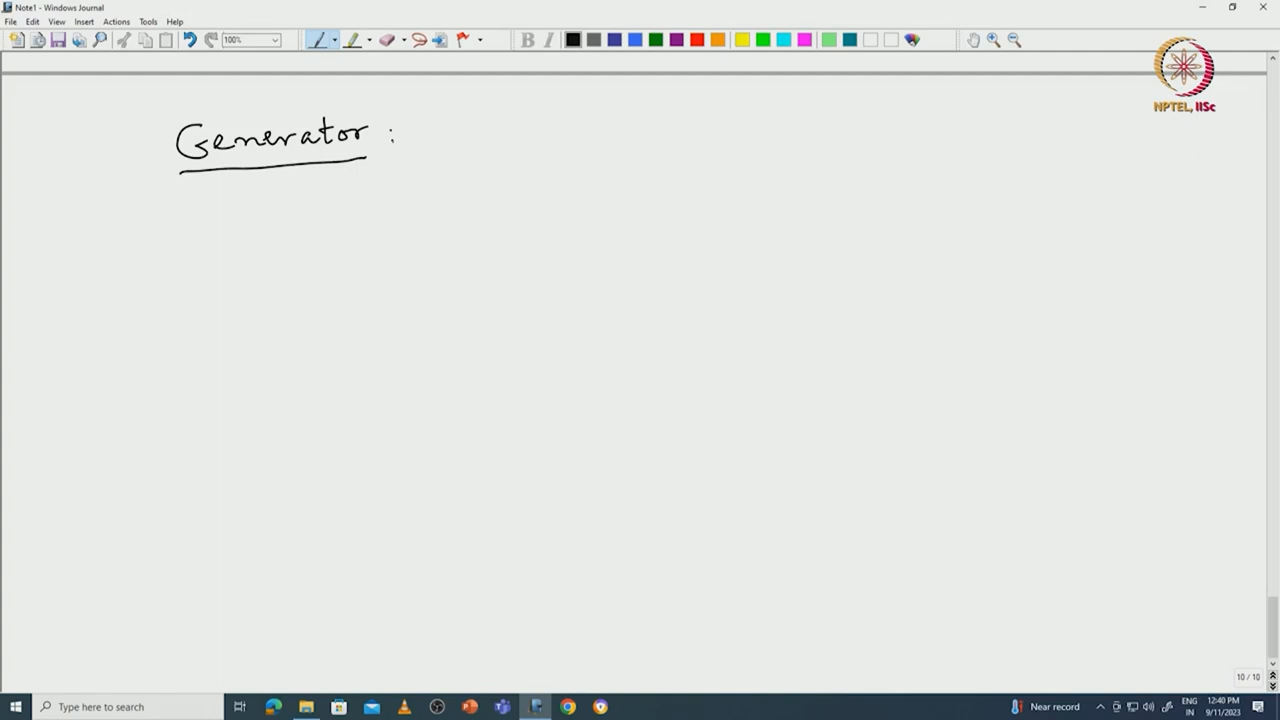 Note1 - Windows Journal
File Edit View Insert Actions Tools Help
100% B I
NPTEL, IISc
Generator :
10 / 10
Type here to search
Near record
ENG
IN
12:40 PM
9/11/2023